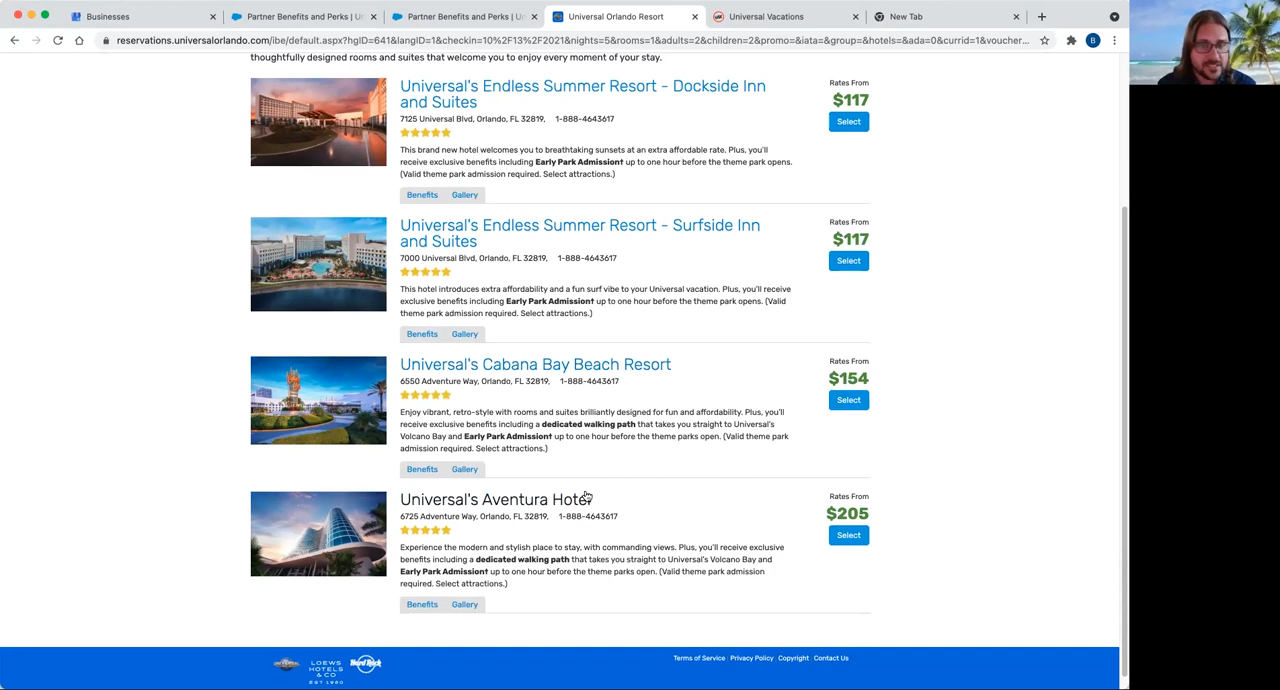 Businesses
Partner Benefits and Perks | Ur
Partner Benefits and Perks | Un
Universal Orlando Resort
Universal Vacations
New Tab
reservations.universalorlando.com/ibe/default.aspx?hgID=641&langID=1&checkin=10%2F13%2F2021&nights=5&rooms=1&adults=2&children=2&promo=&iata=&group=&hotels=&ada=0&currid=1&voucher...
B
thoughtfully designed rooms and suites that welcome you to enjoy every moment of your stay.
Universal's Endless Summer Resort - Dockside Inn
and Suites
7125 Universal Blvd, Orlando, FL 32819, 1-888-4643617
This brand new hotel welcomes you to breathtaking sunsets at an extra affordable rate. Plus, you'll
receive exclusive benefits including Early Park Admission† up to one hour before the theme park opens.
(Valid theme park admission required. Select attractions.)
Benefits Gallery
Rates From
$117
Select
Universal's Endless Summer Resort - Surfside Inn
and Suites
7000 Universal Blvd, Orlando, FL 32819, 1-888-4643617
This hotel introduces extra affordability and a fun surf vibe to your Universal vacation. Plus, you'll receive
exclusive benefits including Early Park Admission† up to one hour before the theme park opens. (Valid
theme park admission required. Select attractions.)
Benefits Gallery
Rates From
$117
Select
Universal's Cabana Bay Beach Resort
6550 Adventure Way, Orlando, FL 32819, 1-888-4643617
Enjoy vibrant, retro-style with rooms and suites brilliantly designed for fun and affordability. Plus, you'll
receive exclusive benefits including a dedicated walking path that takes you straight to Universal's
Volcano Bay and Early Park Admission† up to one hour before the theme parks open. (Valid theme park
admission required. Select attractions.)
Benefits Gallery
Rates From
$154
Select
Universal's Aventura Hotel
6725 Adventure Way, Orlando, FL 32819, 1-888-4643617
Experience the modern and stylish place to stay, with commanding views. Plus, you'll receive exclusive
benefits including a dedicated walking path that takes you straight to Universal's Volcano Bay and
Early Park Admission† up to one hour before the theme parks open. (Valid theme park admission
required. Select attractions.)
Benefits Gallery
Rates From
$205
Select
LOEWS
HOTELS
& CO
EST 1960
Hard Rock
Terms of Service Privacy Policy Copyright Contact Us